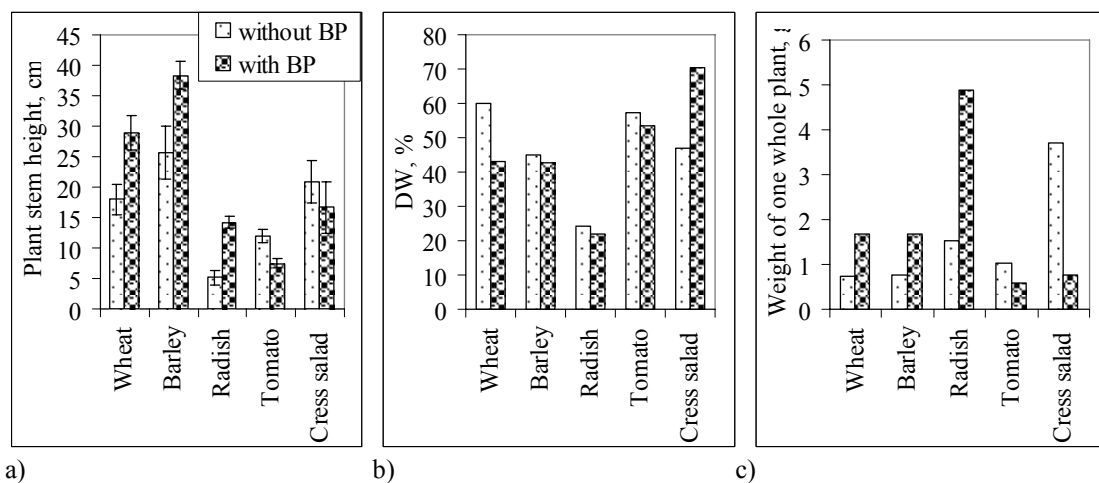 Plant stem height, cm
45
40
35
30
25
20
15
10
5
0
without BP
with BP
Wheat
Barley
Radish
Tomato
Cress salad
a)
DW, %
80
70
60
50
40
30
20
10
0
Wheat
Barley
Radish
Tomato
Cress salad
b)
Weight of one whole plant,
6
5
4
3
2
1
0
Wheat
Barley
Radish
Tomato
Cress salad
c)